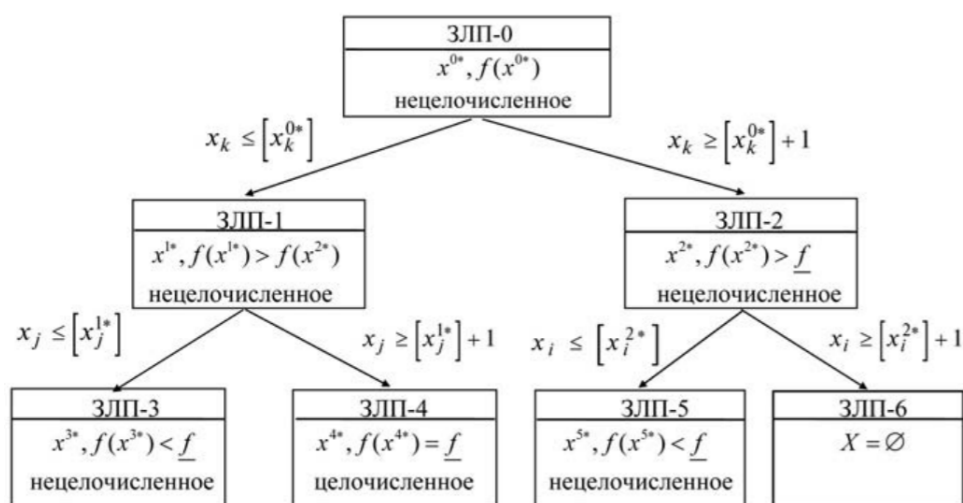 ЗЛП-0
x^{0*}, f(x^{0*})
нецелочисленное
x_k ≤ [x_k^{0*}]
x_k ≥ [x_k^{0*}] + 1
ЗЛП-1
x^{1*}, f(x^{1*}) > f(x^{2*})
нецелочисленное
ЗЛП-2
x^{2*}, f(x^{2*}) > <u>f</u>
нецелочисленное
x_j ≤ [x_j^{1*}]
x_j ≥ [x_j^{1*}] + 1
x_i ≤ [x_i^{2*}]
x_i ≥ [x_i^{2*}] + 1
ЗЛП-3
x^{3*}, f(x^{3*}) < <u>f</u>
нецелочисленное
ЗЛП-4
x^{4*}, f(x^{4*}) = <u>f</u>
целочисленное
ЗЛП-5
x^{5*}, f(x^{5*}) < <u>f</u>
нецелочисленное
ЗЛП-6
X = ∅